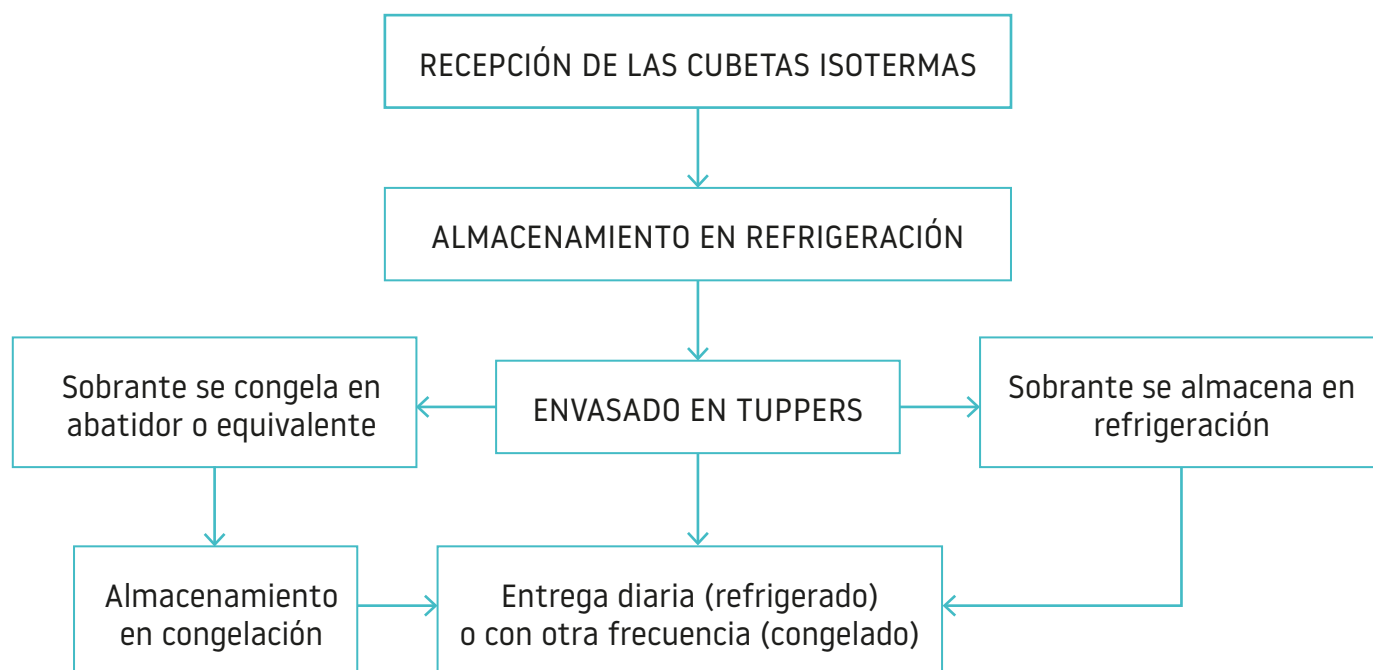 RECEPCIÓN DE LAS CUBETAS ISOTERMAS
ALMACENAMIENTO EN REFRIGERACIÓN
Sobrante se congela en
abatidor o equivalente
ENVASADO EN TUPPERS
Sobrante se almacena en
refrigeración
Almacenamiento
en congelación
Entrega diaria (refrigerado)
o con otra frecuencia (congelado)